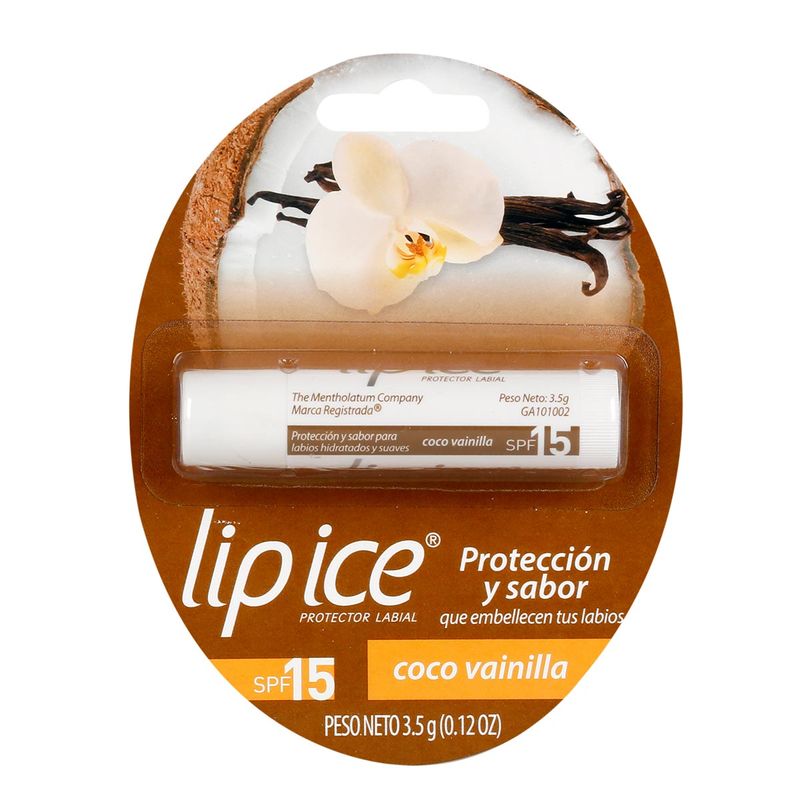 lip ice
PROTECTOR LABIAL
The Mentholatum Company
Marca Registrada®
Peso Neto: 3.5g
GA101002
Protección y sabor para
labios hidratados y suaves
coco vainilla
SPF 15
lip ice®
PROTECTOR LABIAL
Protección
y sabor
que embellecen tus labios
SPF 15
coco vainilla
PESO NETO 3.5 g (0.12 OZ)